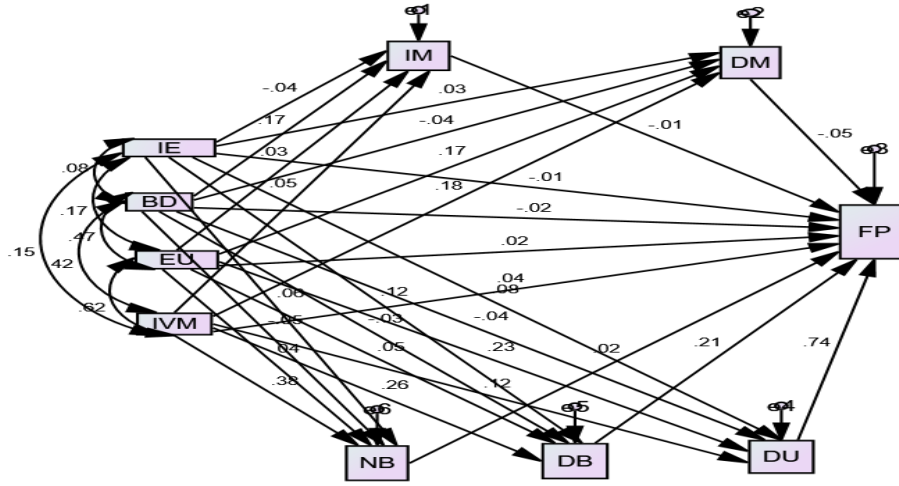 e1
e2
IM
DM
-.04
.03
.17
-.04
-.01
-.05
e3
IE
.03
.17
.08
.05
.18
-.01
BD
-.02
.17
.47
FP
EU
.02
.15
.42
.04
.08
.06
.12
.62
IVM
-.05
-.03
-.04
.04
.05
.23
.02
.21
.74
.38
.26
.12
e6
e5
e4
NB
DB
DU